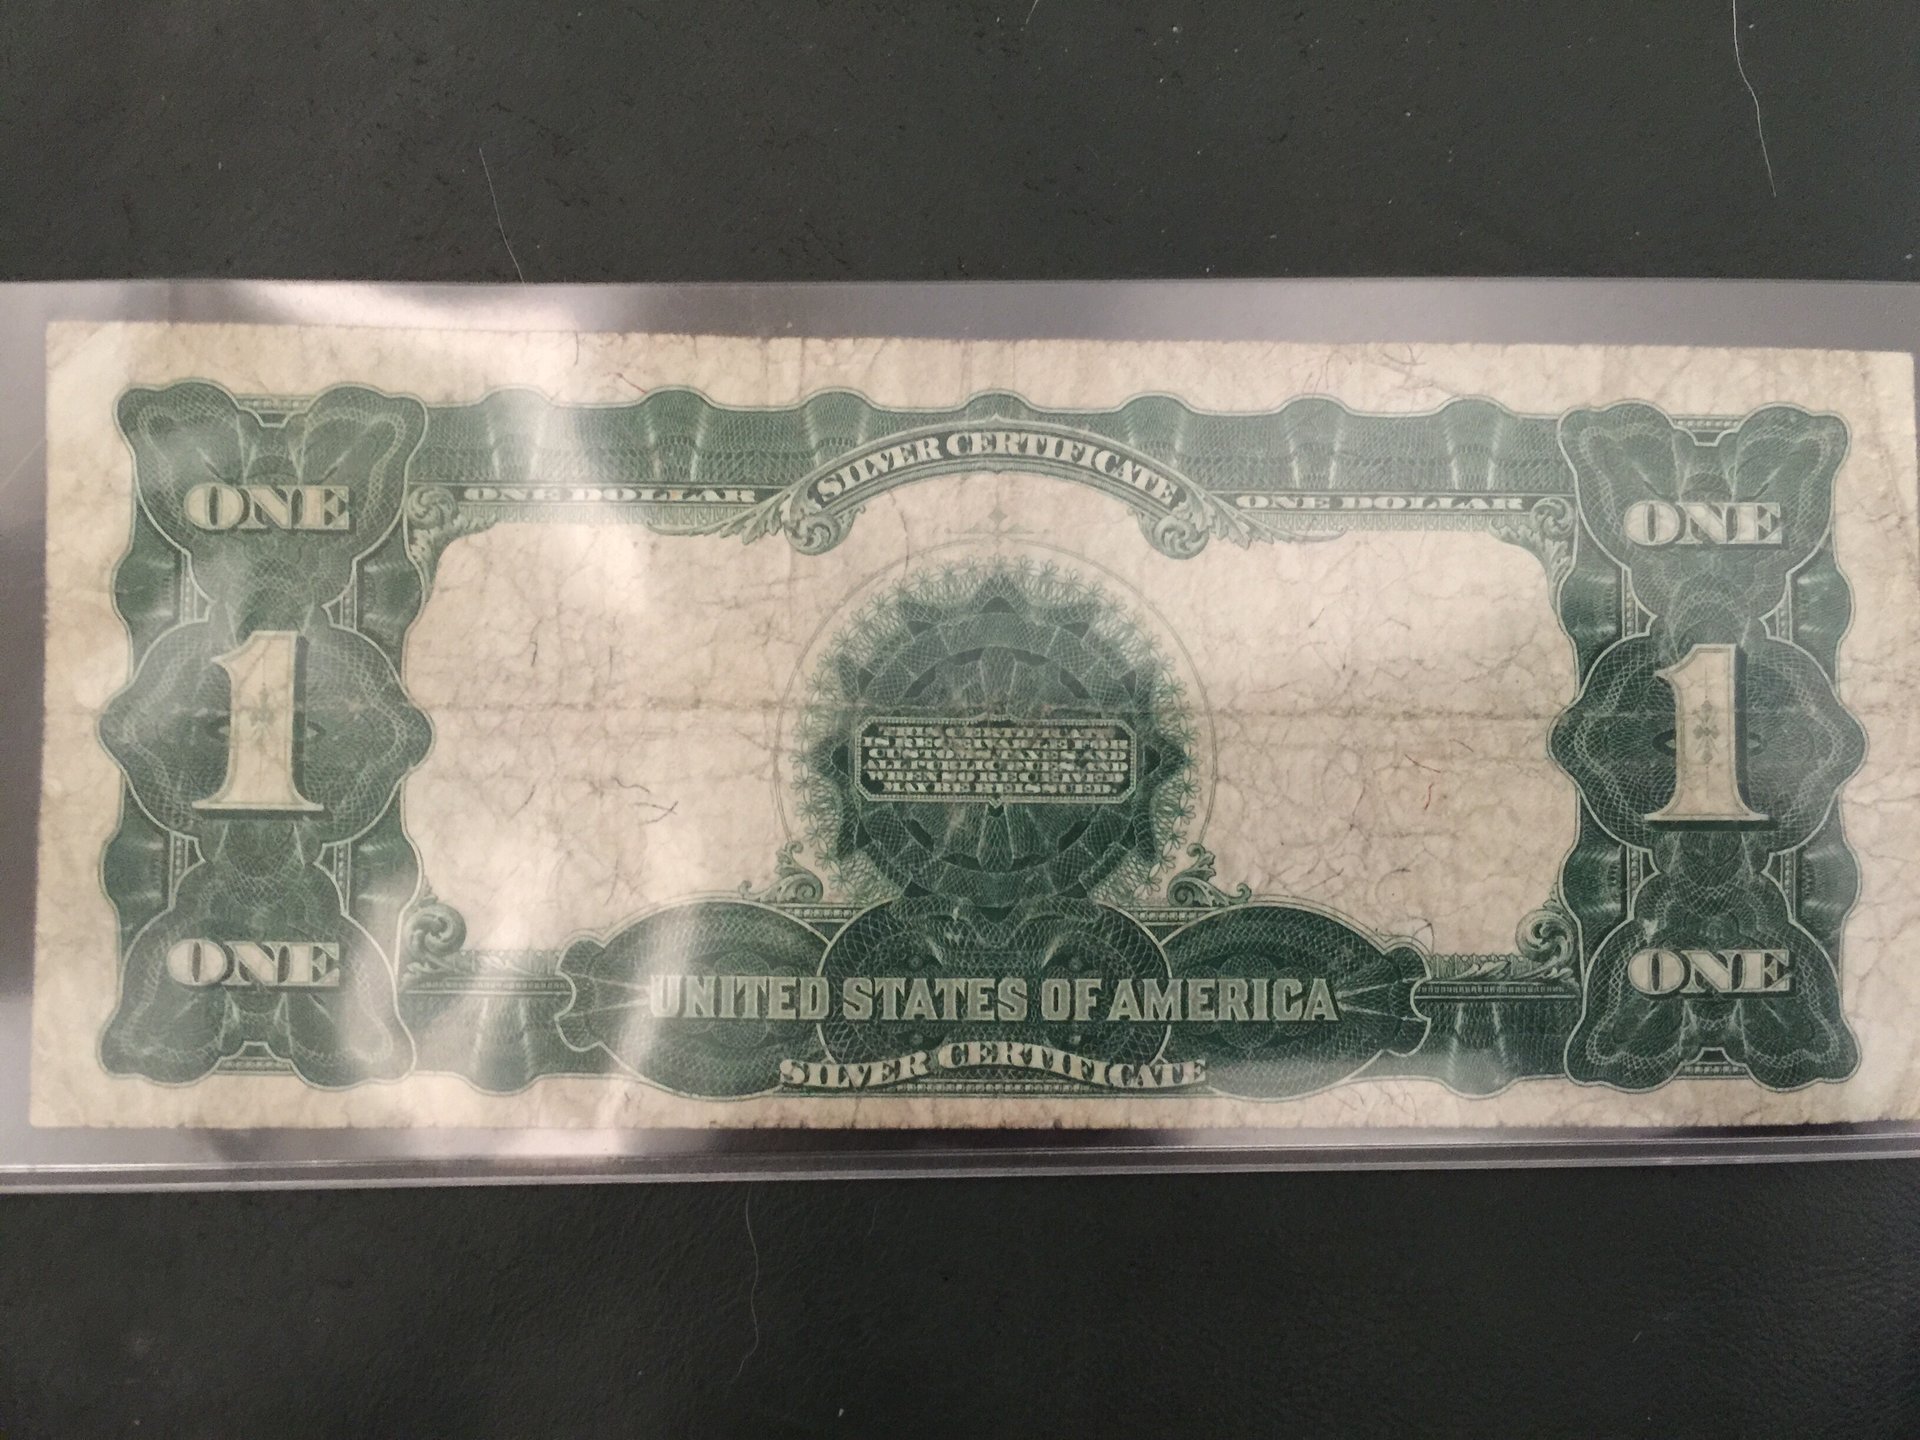 SILVER CERTIFICATE
ONE DOLLAR ONE DOLLAR
ONE ONE
1 1
THIS CERTIFICATE
IS RECEIVABLE FOR
CUSTOMS, TAXES AND
ALL PUBLIC DUES AND
WHEN SO RECEIVED
MAY BE REISSUED.
ONE ONE
UNITED STATES OF AMERICA
SILVER CERTIFICATE